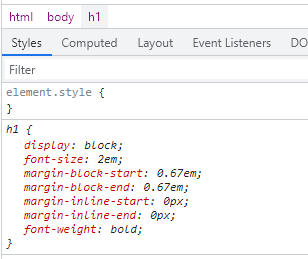 html body h1
Styles Computed Layout Event Listeners DO
Filter
element.style {
}
h1 {
display: block;
font-size: 2em;
margin-block-start: 0.67em;
margin-block-end: 0.67em;
margin-inline-start: 0px;
margin-inline-end: 0px;
font-weight: bold;
}